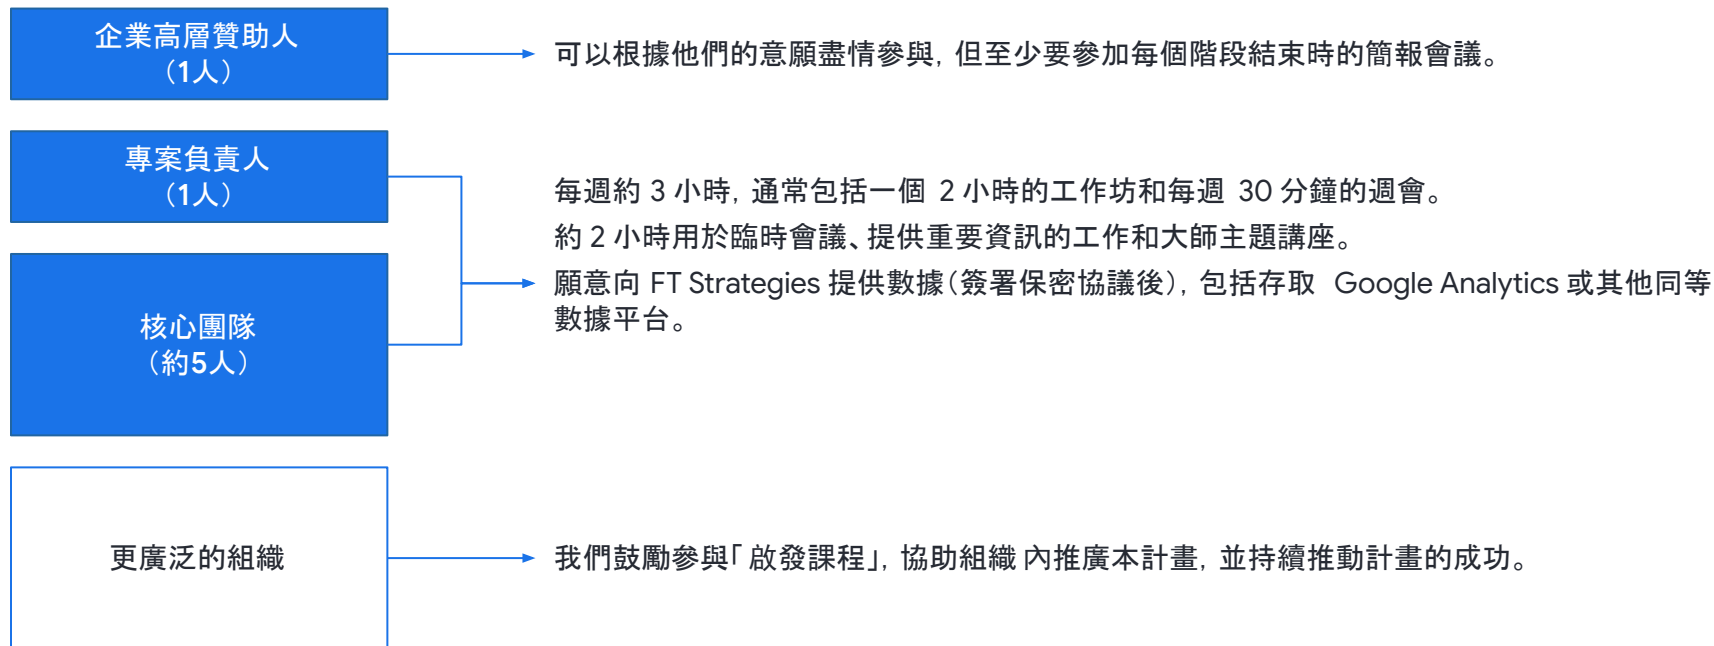 企業高層贊助人
（1人）
可以根據他們的意願盡情參與, 但至少要參加每個階段結束時的簡報會議。
專案負責人
（1人）
每週約 3 小時, 通常包括一個 2 小時的工作坊和每週 30 分鐘的週會。
約 2 小時用於臨時會議、提供重要資訊的工作和大師主題講座。
願意向 FT Strategies 提供數據（簽署保密協議後）, 包括存取 Google Analytics 或其他同等
數據平台。
核心團隊
（約5人）
更廣泛的組織
我們鼓勵參與「啟發課程」, 協助組織內推廣本計畫, 並持續推動計畫的成功。